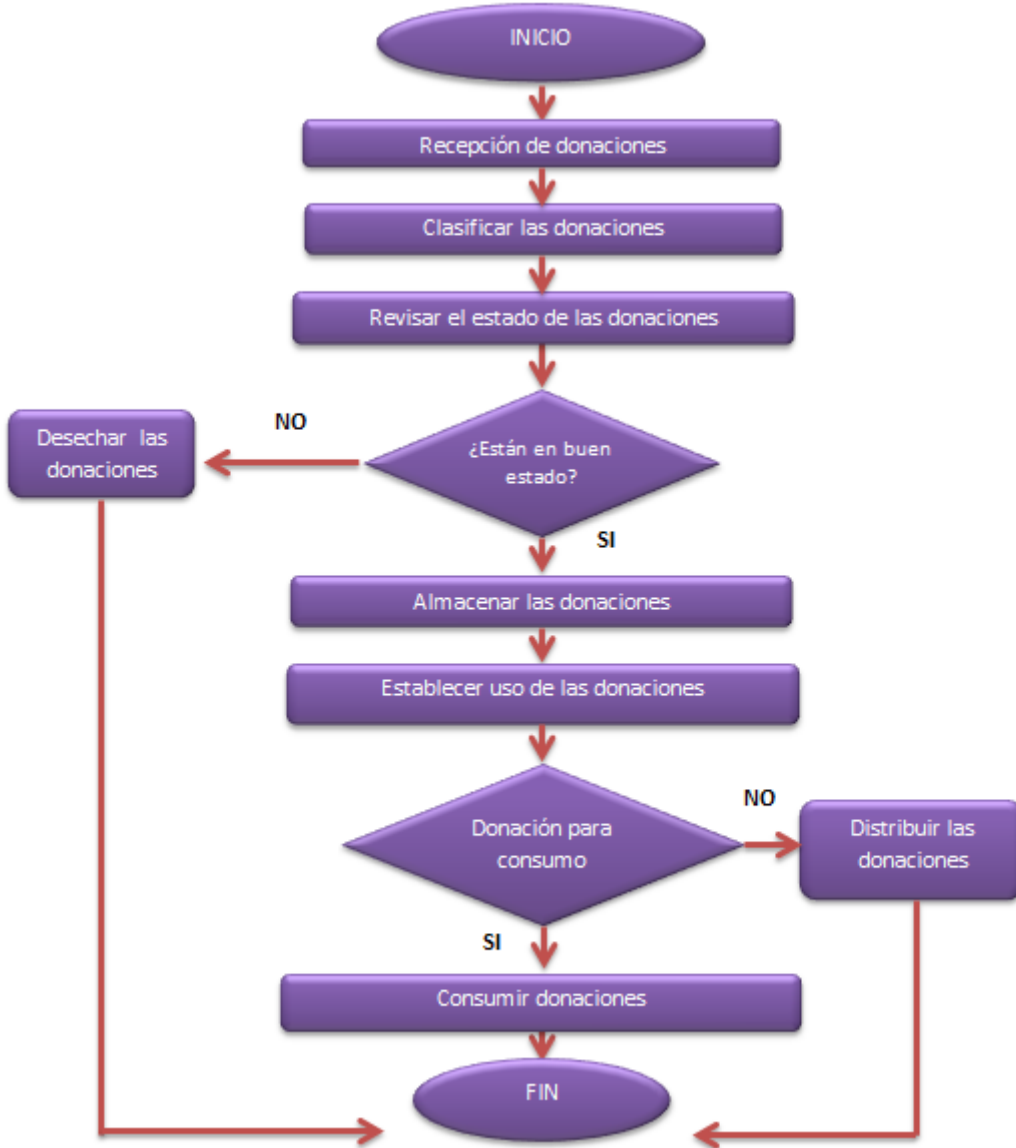 INICIO
Recepción de donaciones
Clasificar las donaciones
Revisar el estado de las donaciones
¿Están en buen
estado?
NO
Desechar las
donaciones
SI
Almacenar las donaciones
Establecer uso de las donaciones
Donación para
consumo
NO
Distribuir las
donaciones
SI
Consumir donaciones
FIN